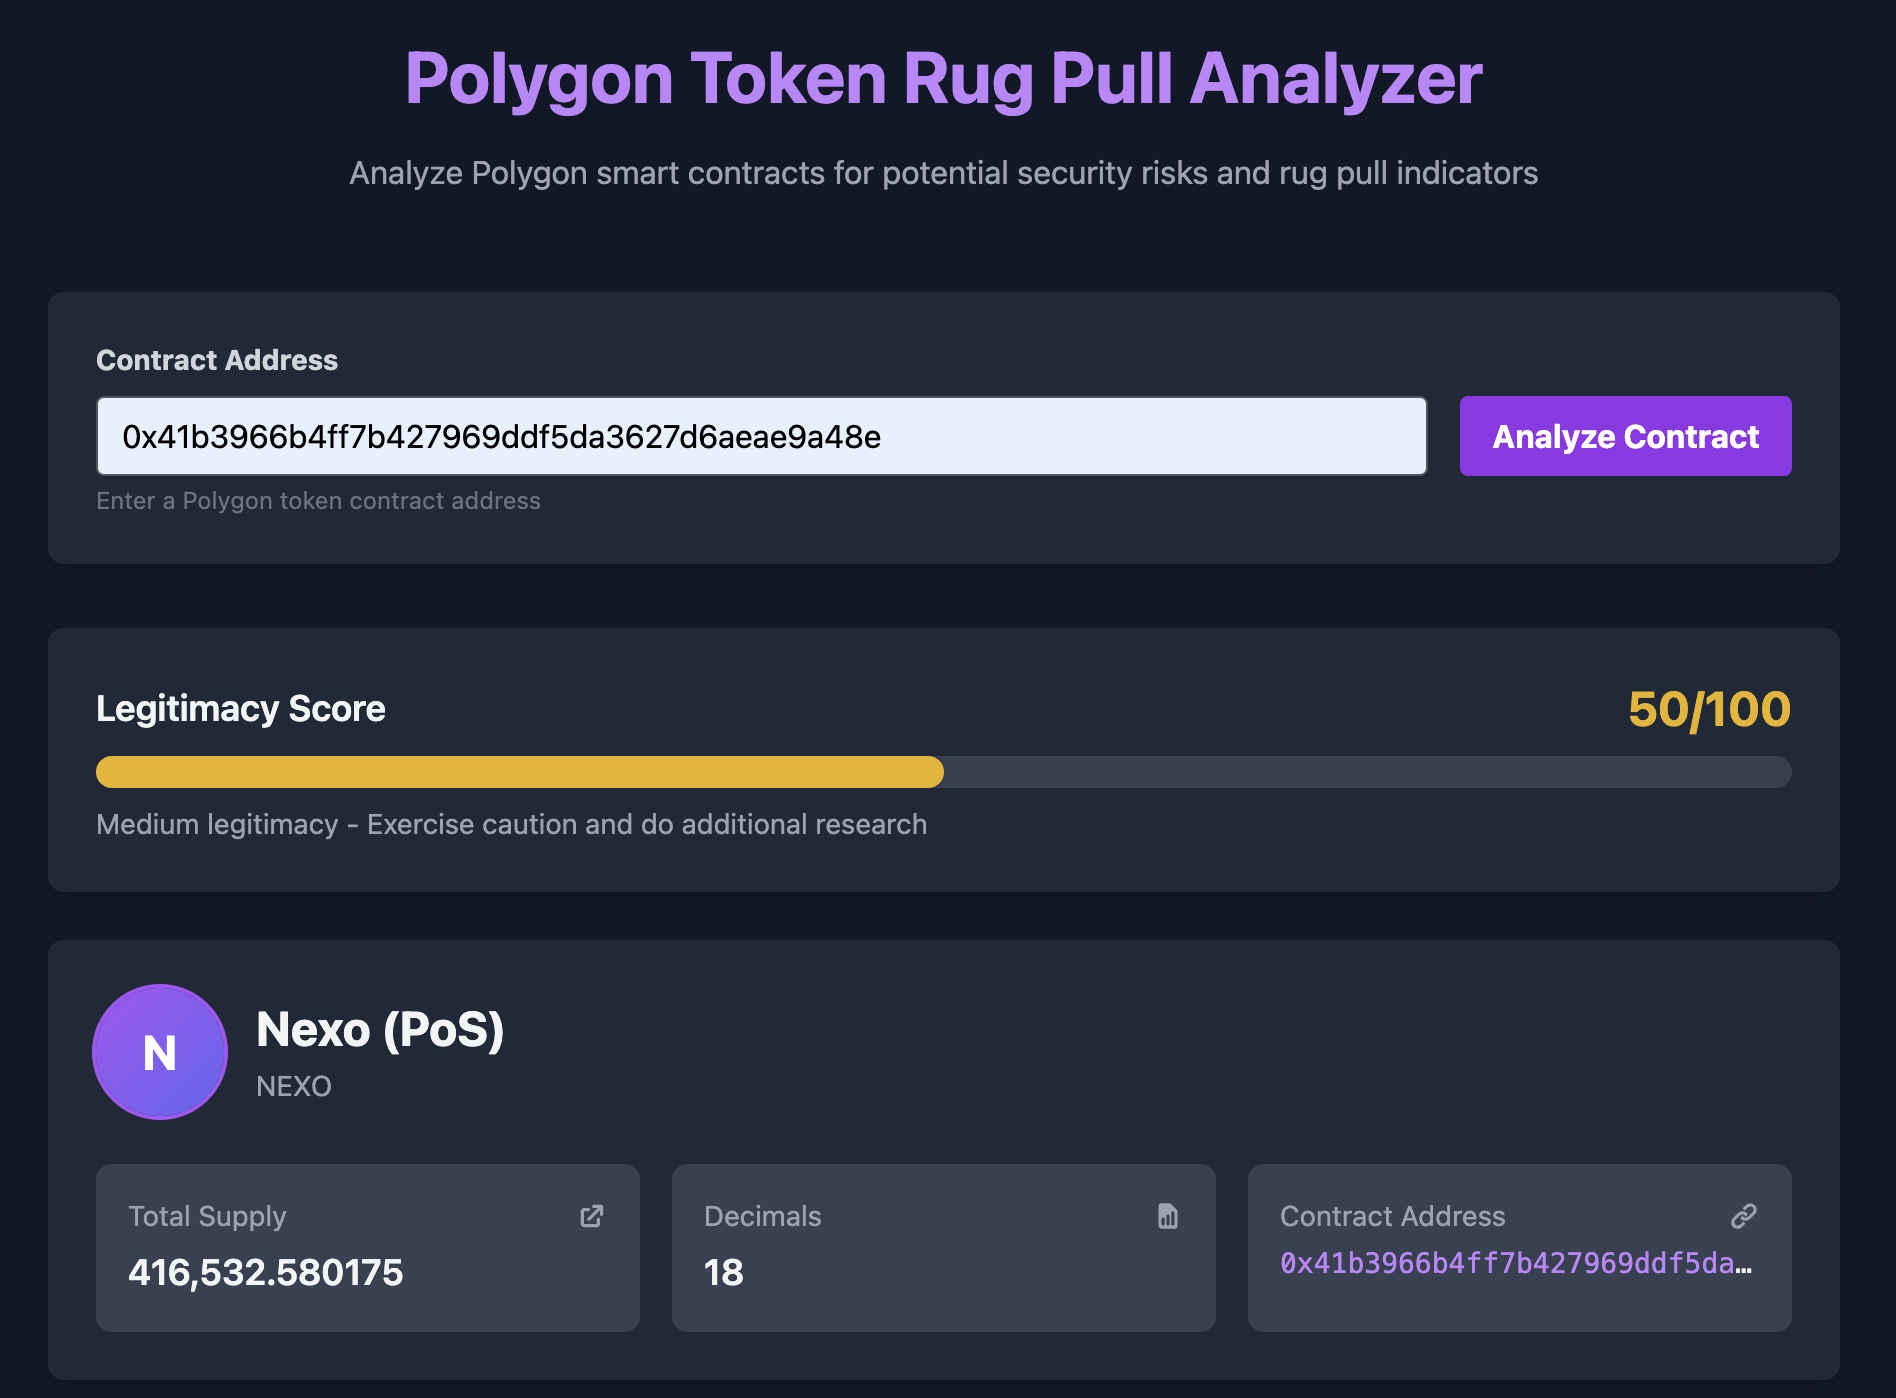 Polygon Token Rug Pull Analyzer
Analyze Polygon smart contracts for potential security risks and rug pull indicators
Contract Address
0x41b3966b4ff7b427969ddf5da3627d6aeae9a48e
Analyze Contract
Enter a Polygon token contract address
Legitimacy Score
50/100
Medium legitimacy - Exercise caution and do additional research
N
Nexo (PoS)
NEXO
Total Supply
416,532.580175
Decimals
18
Contract Address
0x41b3966b4ff7b427969ddf5da…